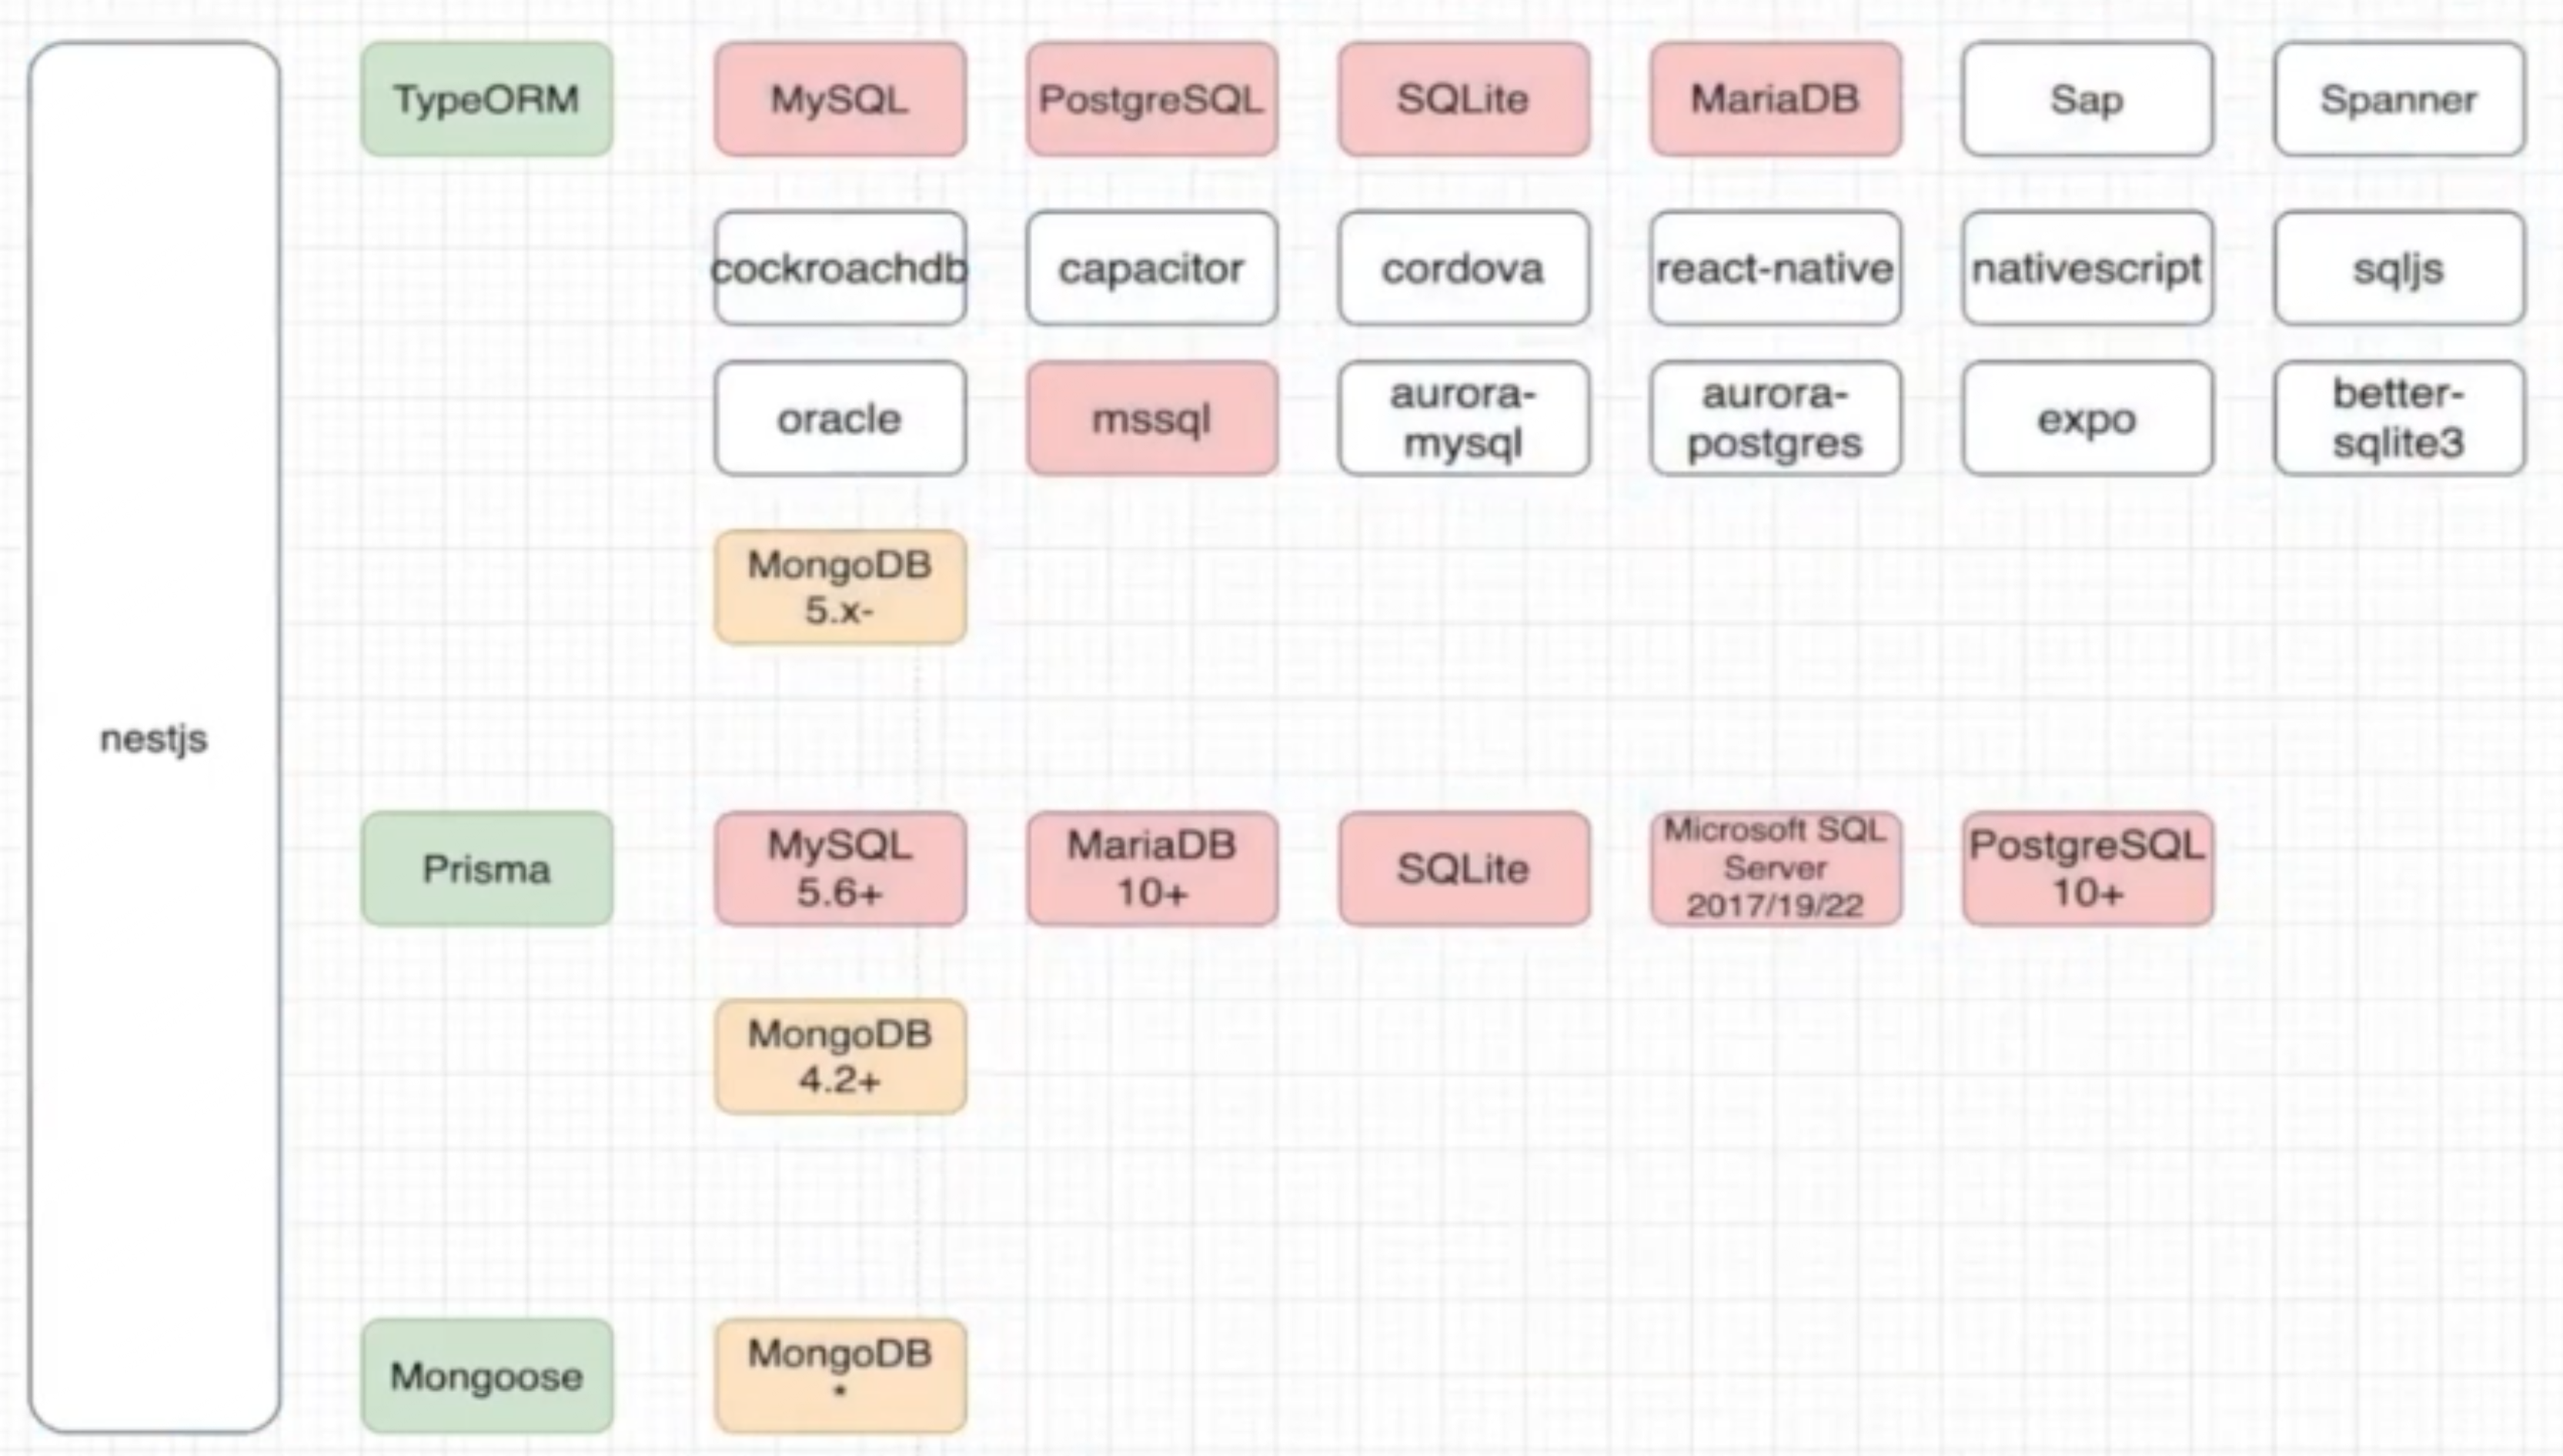 TypeORM
MySQL
PostgreSQL
SQLite
MariaDB
Sap
Spanner
cockroachdb
capacitor
cordova
react-native
nativescript
sqljs
oracle
mssql
aurora-
mysql
aurora-
postgres
expo
better-
sqlite3
MongoDB
5.x-
nestjs
Prisma
MySQL
5.6+
MariaDB
10+
SQLite
Microsoft SQL
Server
2017/19/22
PostgreSQL
10+
MongoDB
4.2+
Mongoose
MongoDB
*